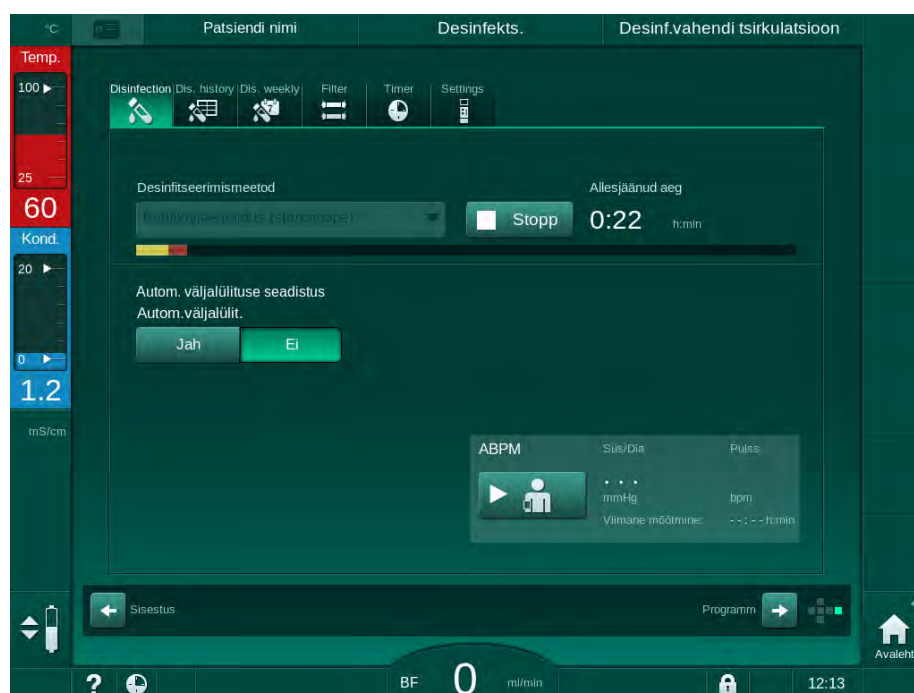 °C Patsiendi nimi Desinfekts. Desinf.vahendi tsirkulatsioon
Temp.
100
25
60
Kond.
20
0
1.2
mS/cm
Disinfection Dis. history Dis. weekly Filter Timer Settings
7
Desinfitseerimismeetod Allesjäänud aeg
Stopp 0:22 h:min
Autom. väljalülituse seadistus
Autom.väljalülit.
Jah Ei
ABPM Süs/Dia Pulss
. . .
mmHg bpm
Viimane mõõtmine: --:-- h:min
Sisestus Programm
Avaleht
? BF 0 ml/min 12:13